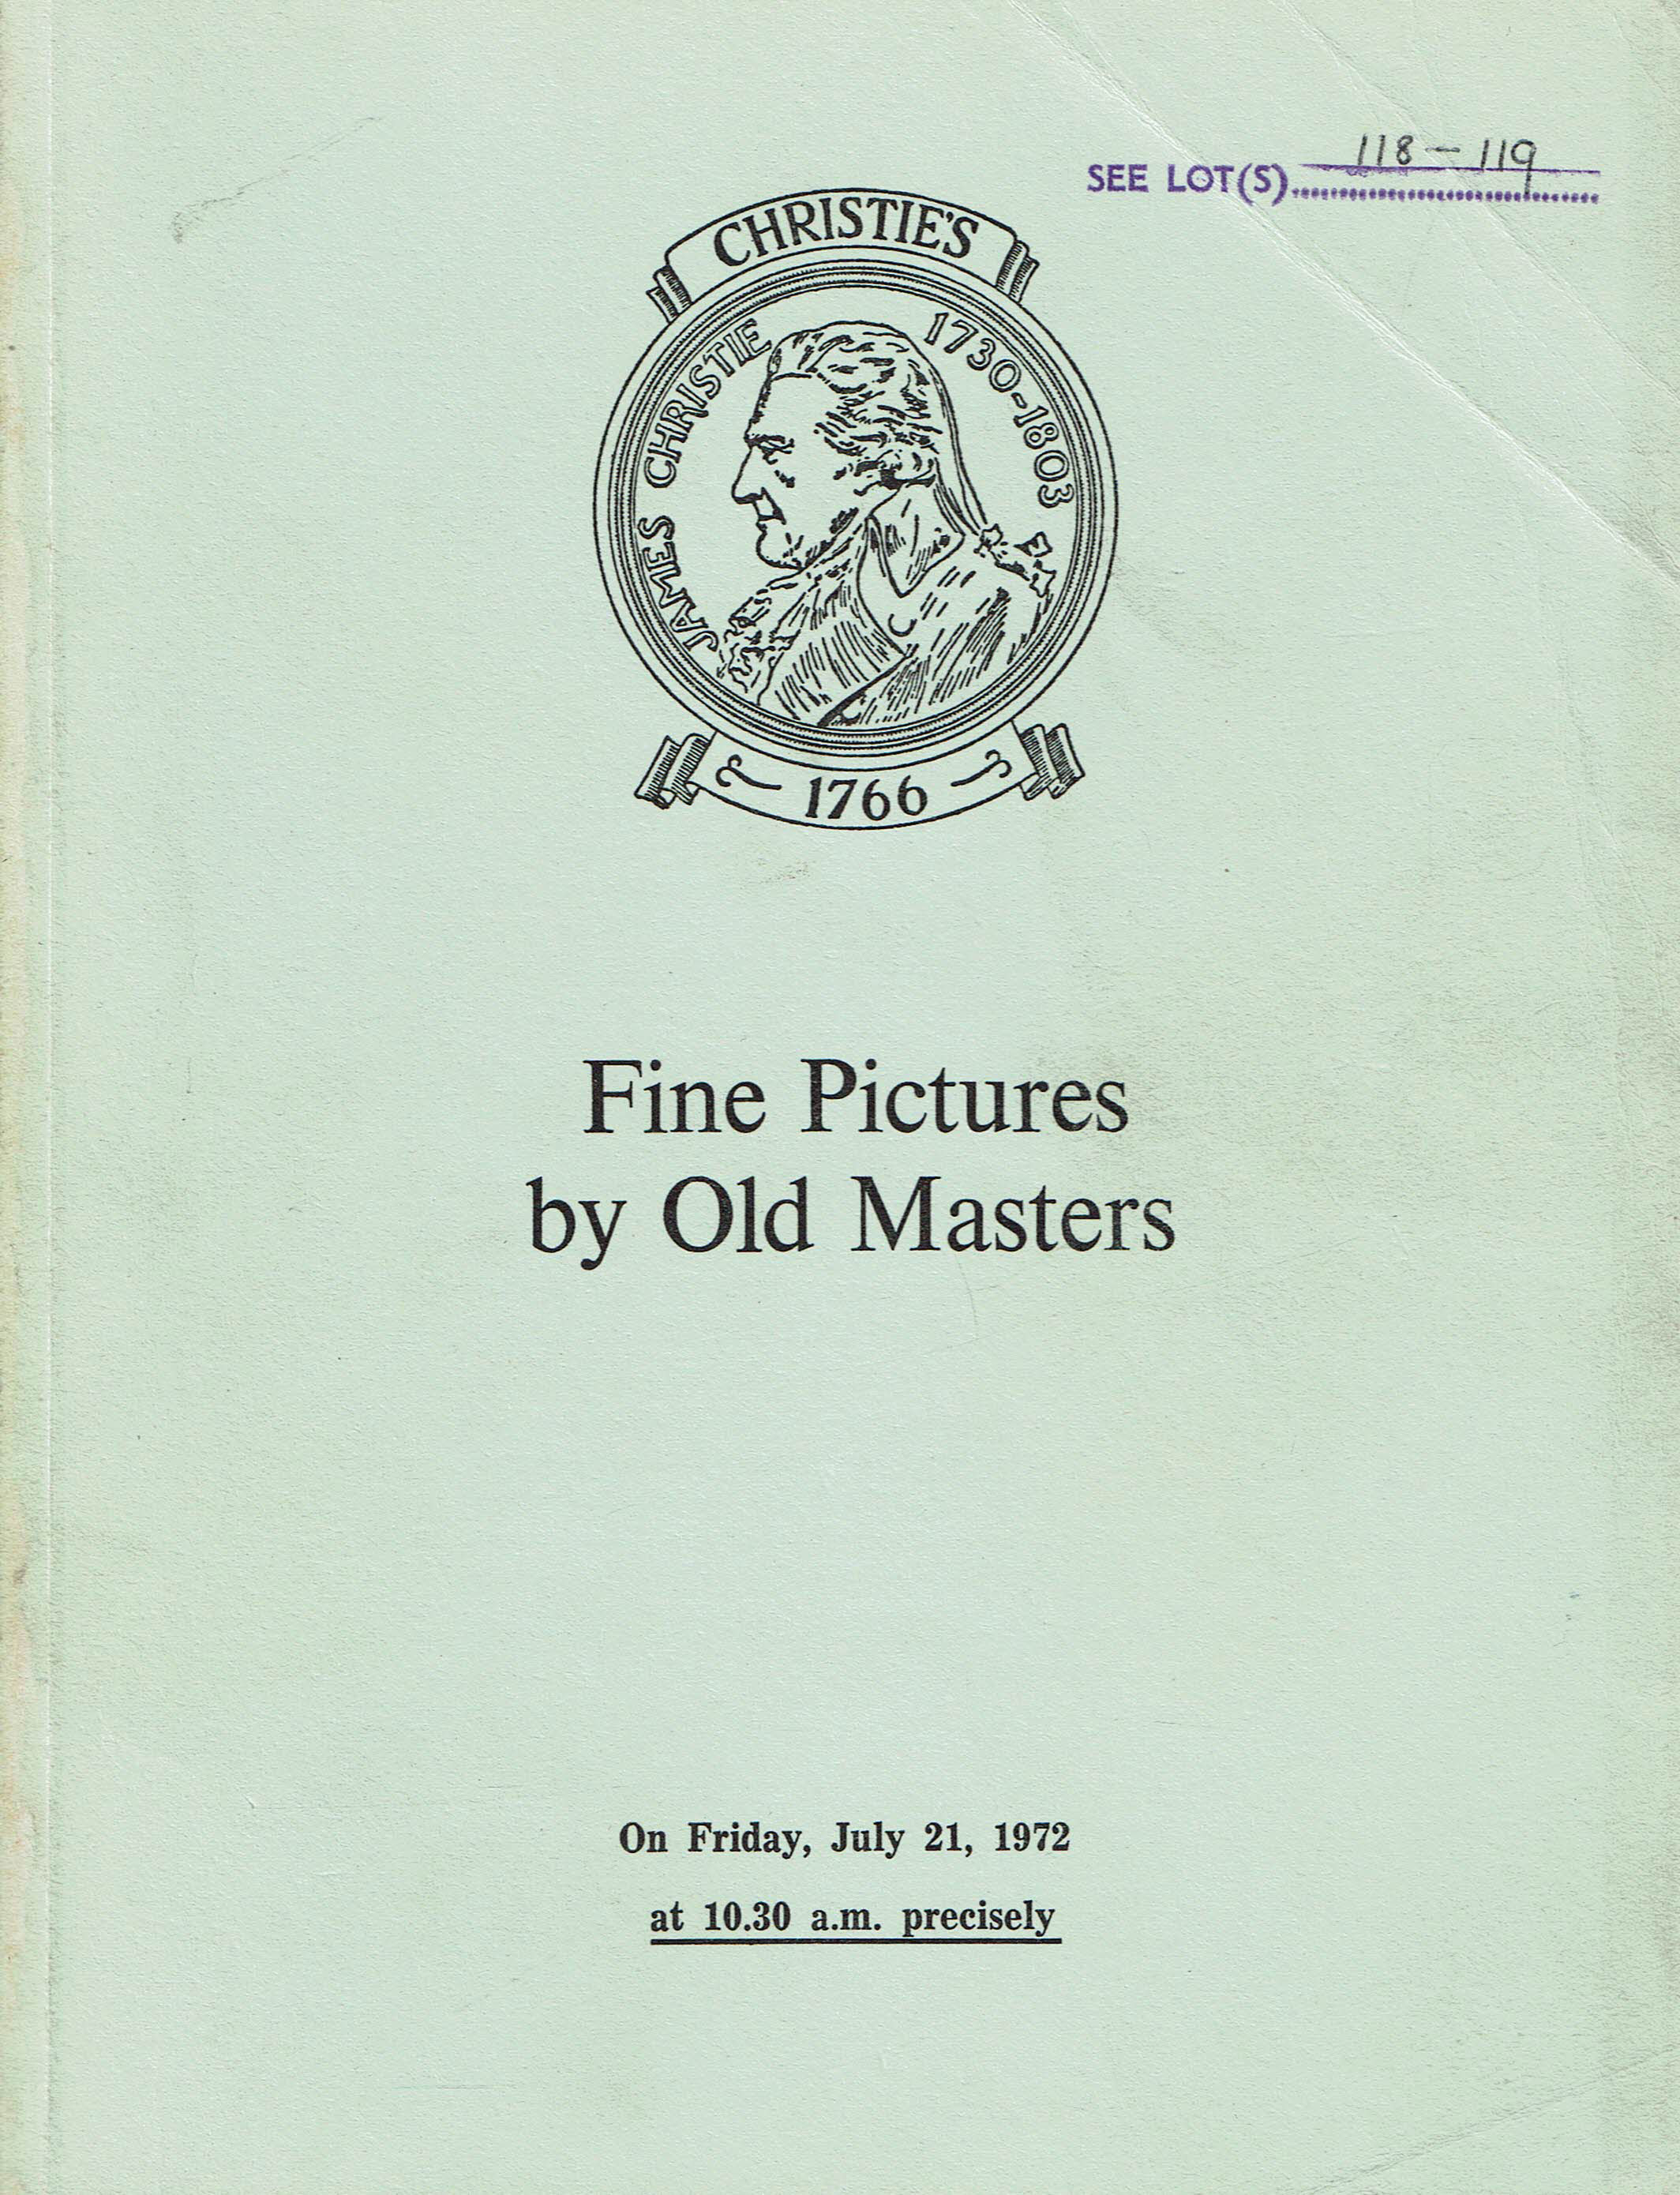 SEE LOT(S) 118 – 119
CHRISTIE'S
JAMES CHRISTIE 1730-1803
1766
Fine Pictures
by Old Masters
On Friday, July 21, 1972
at 10.30 a.m. precisely